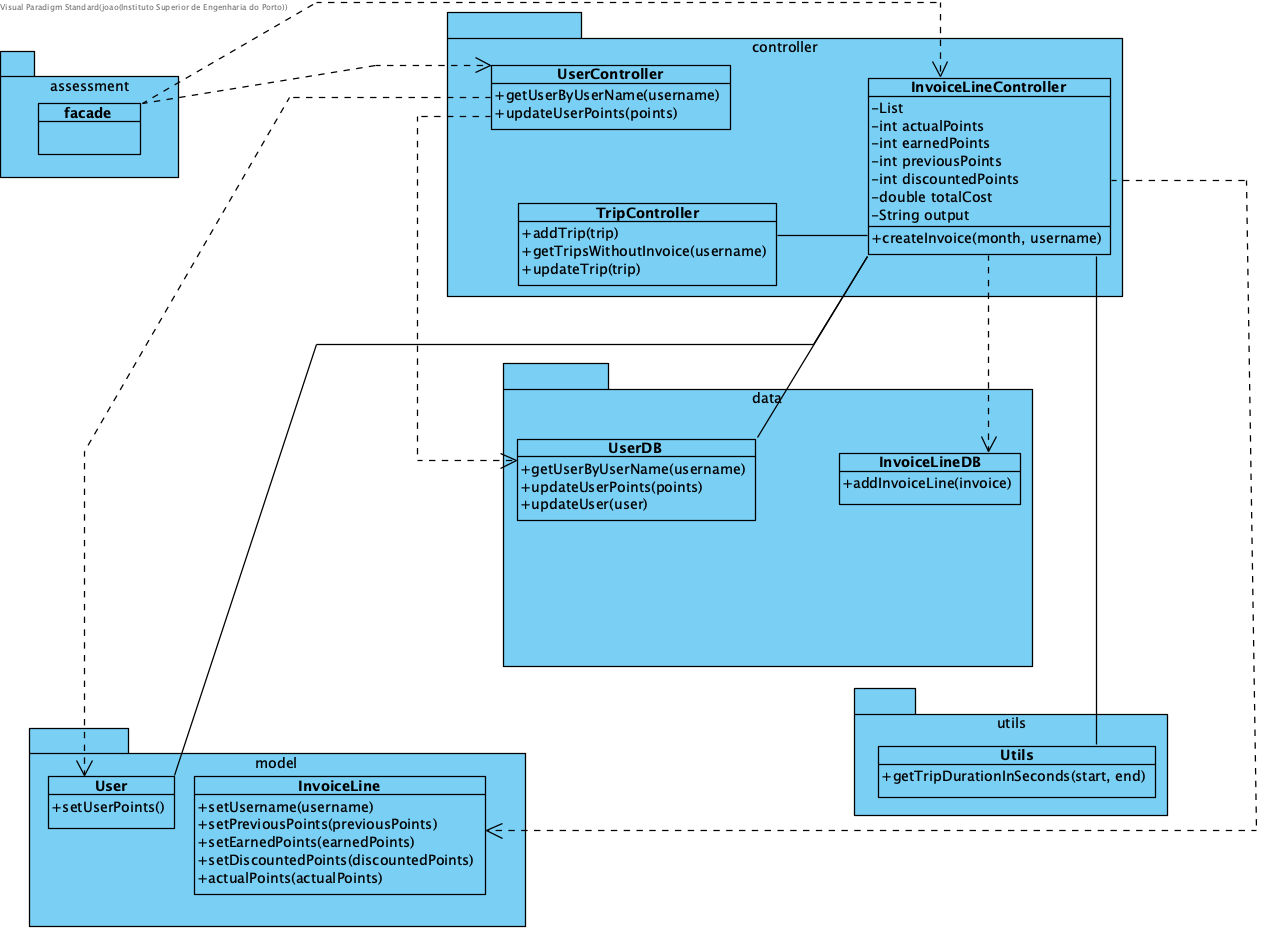 Visual Paradigm Standard(joao(Instituto Superior de Engenharia do Porto))
controller
assessment
facade
UserController
+getUserByUserName(username)
+updateUserPoints(points)
InvoiceLineController
-List
-int actualPoints
-int earnedPoints
-int previousPoints
-int discountedPoints
-double totalCost
-String output
+createInvoice(month, username)
TripController
+addTrip(trip)
+getTripsWithoutInvoice(username)
+updateTrip(trip)
data
UserDB
+getUserByUserName(username)
+updateUserPoints(points)
+updateUser(user)
InvoiceLineDB
+addInvoiceLine(invoice)
utils
Utils
+getTripDurationInSeconds(start, end)
model
User
+setUserPoints()
InvoiceLine
+setUsername(username)
+setPreviousPoints(previousPoints)
+setEarnedPoints(earnedPoints)
+setDiscountedPoints(discountedPoints)
+actualPoints(actualPoints)